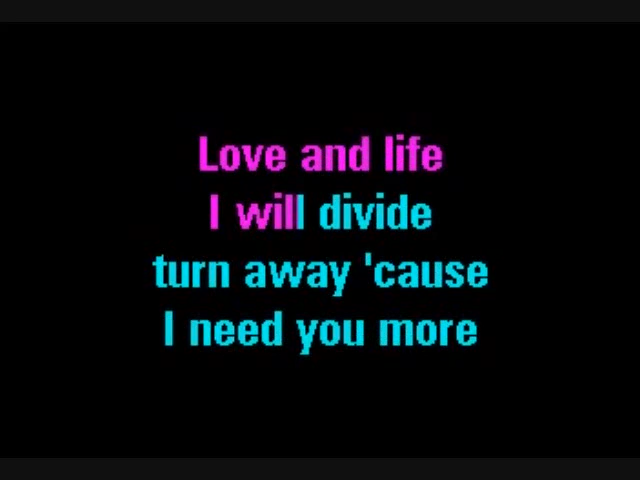 Love and life
I will divide
turn away 'cause
I need you more